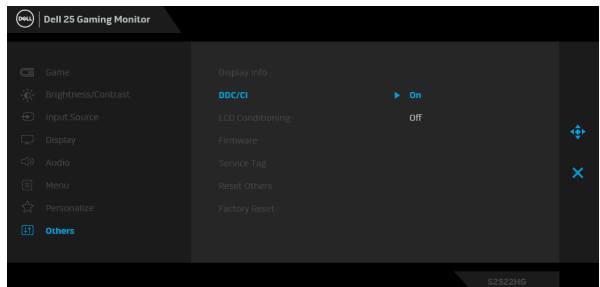 DELL Dell 25 Gaming Monitor
Game
Display Info
Brightness/Contrast
DDC/CI On
Input Source
LCD Conditioning Off
Display
Firmware
Audio
Service Tag
Menu
Reset Others
Personalize
Factory Reset
Others
S2522HG